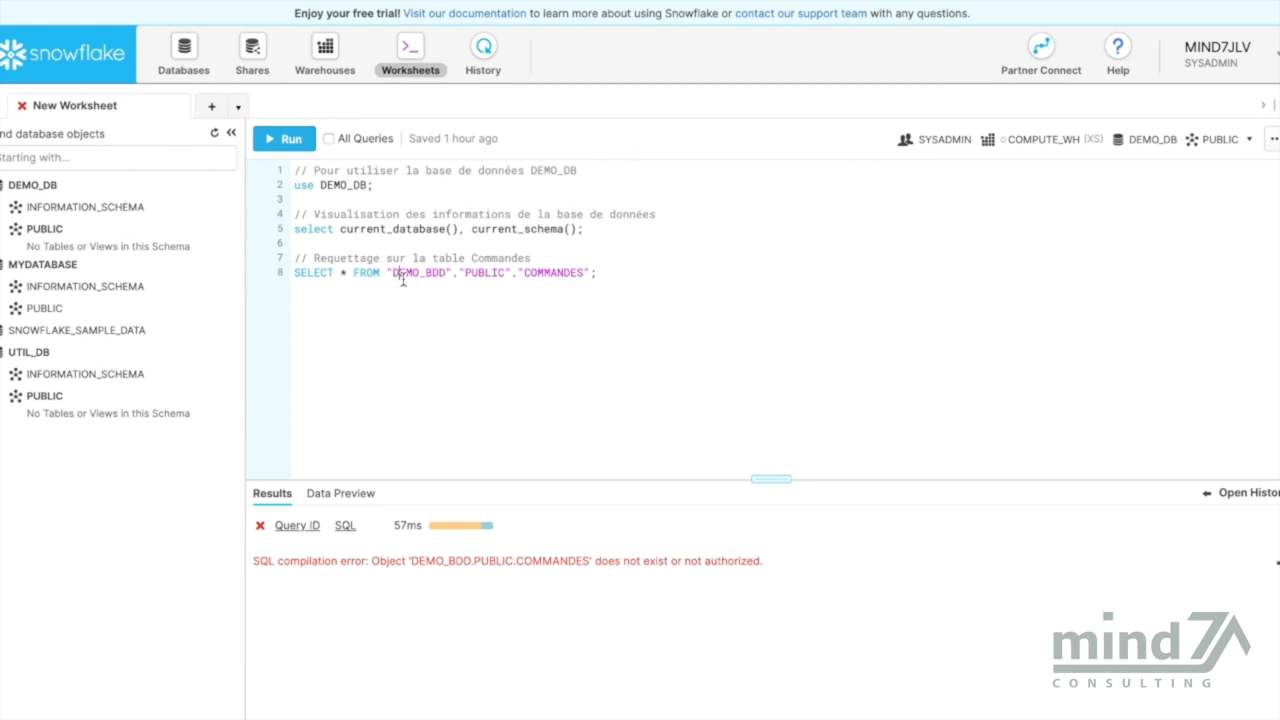 Enjoy your free trial! Visit our documentation to learn more about using Snowflake or contact our support team with any questions.
snowflake
Databases
Shares
Warehouses
Worksheets
History
Partner Connect
Help
MIND7JLV
SYSADMIN
New Worksheet
nd database objects
Starting with...
DEMO_DB
INFORMATION_SCHEMA
PUBLIC
No Tables or Views in this Schema
MYDATABASE
INFORMATION_SCHEMA
PUBLIC
SNOWFLAKE_SAMPLE_DATA
UTIL_DB
INFORMATION_SCHEMA
PUBLIC
No Tables or Views in this Schema
Run All Queries Saved 1 hour ago SYSADMIN COMPUTE_WH (XS) DEMO_DB PUBLIC
1 // Pour utiliser la base de données DEMO_DB
2 use DEMO_DB;
3
4 // Visualisation des informations de la base de données
5 select current_database(), current_schema();
6
7 // Requettage sur la table Commandes
8 SELECT * FROM "DEMO_BDD"."PUBLIC"."COMMANDES";
Results Data Preview Open Histo
Query ID SQL 57ms
SQL compilation error: Object 'DEMO_BDD.PUBLIC.COMMANDES' does not exist or not authorized.
mind7
CONSULTING